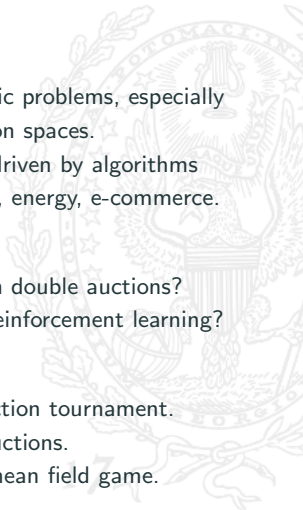 ic problems, especially
on spaces.
driven by algorithms
, energy, e-commerce.
n double auctions?
einforcement learning?
ction tournament.
uctions.
mean field game.